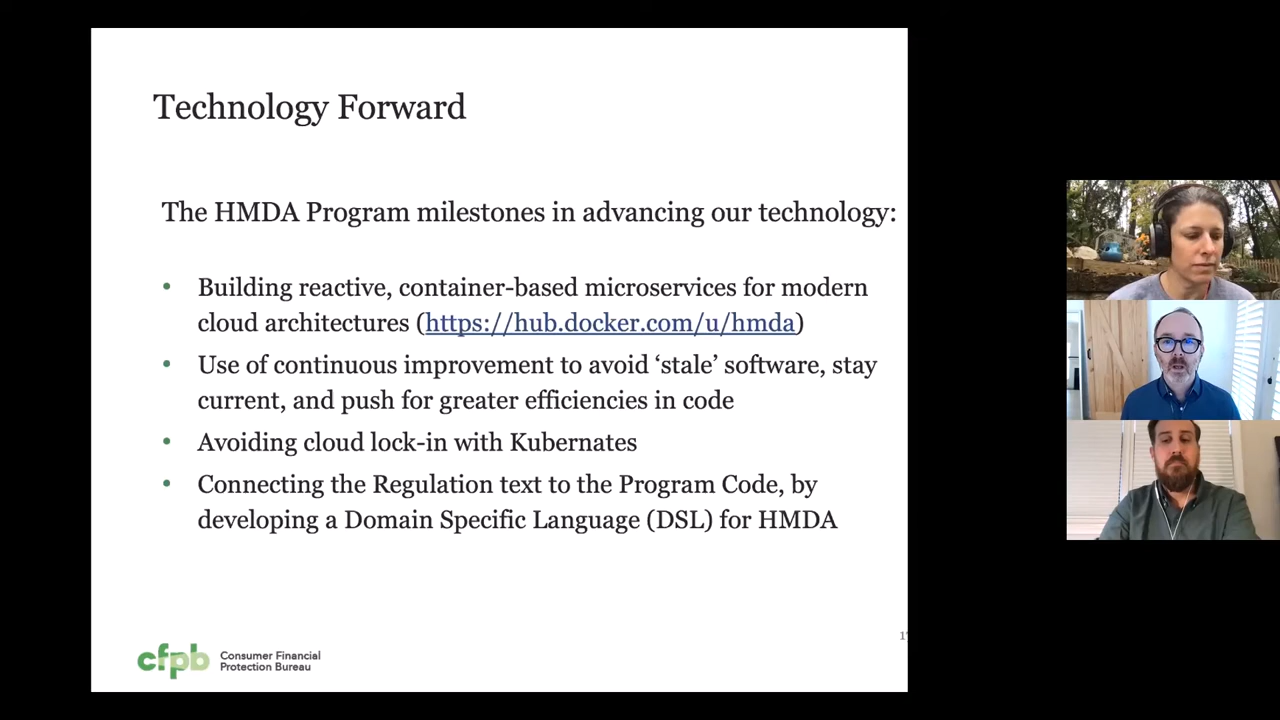 Technology Forward
The HMDA Program milestones in advancing our technology:
• Building reactive, container-based microservices for modern
cloud architectures (https://hub.docker.com/u/hmda)
• Use of continuous improvement to avoid ‘stale’ software, stay
current, and push for greater efficiencies in code
• Avoiding cloud lock-in with Kubernates
• Connecting the Regulation text to the Program Code, by
developing a Domain Specific Language (DSL) for HMDA
cfpb
Consumer Financial
Protection Bureau